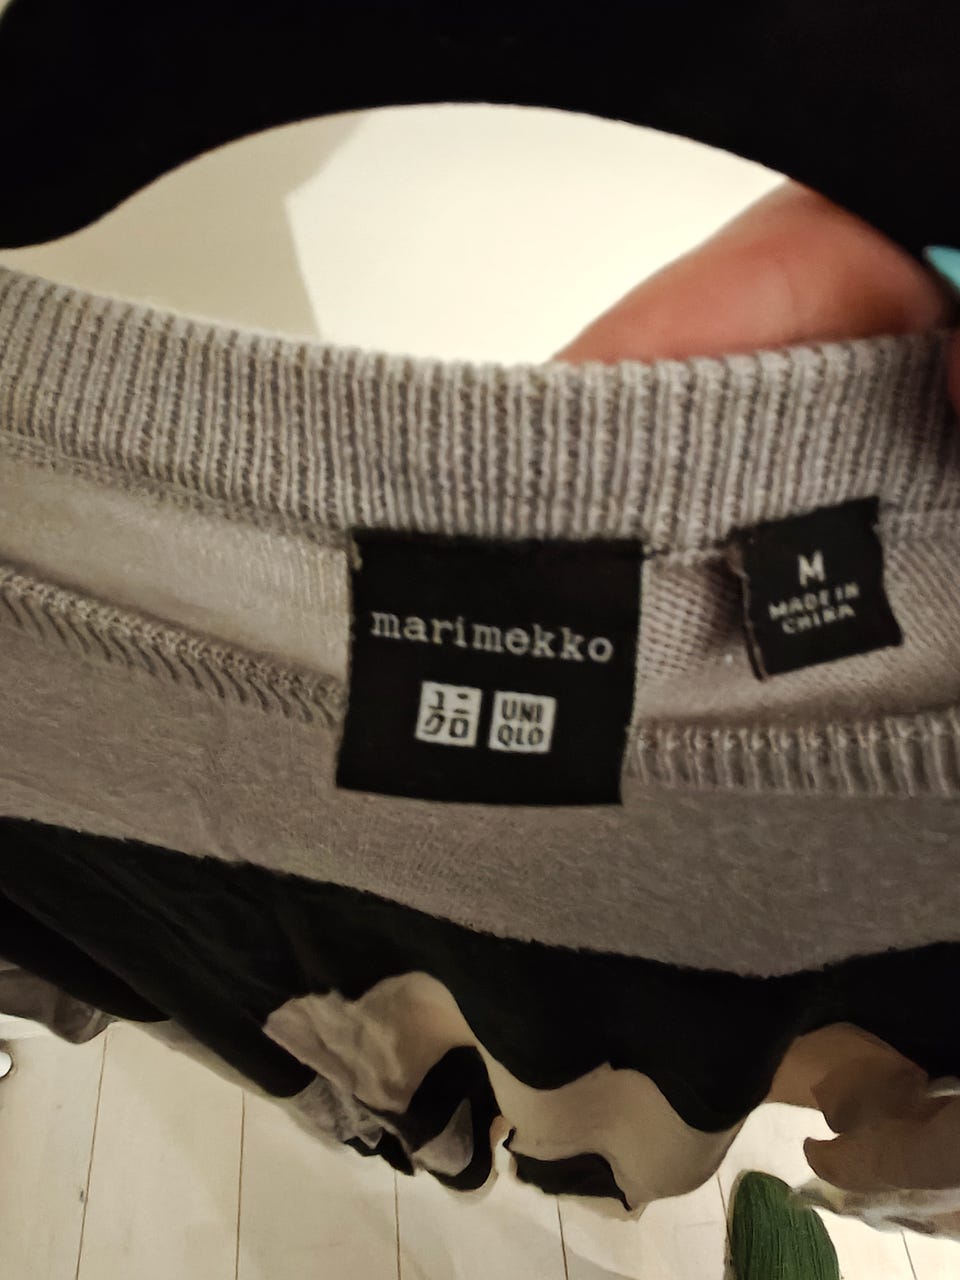 marimekko
ユニ
クロ
UNI
QLO
M
MADE IN
CHINA